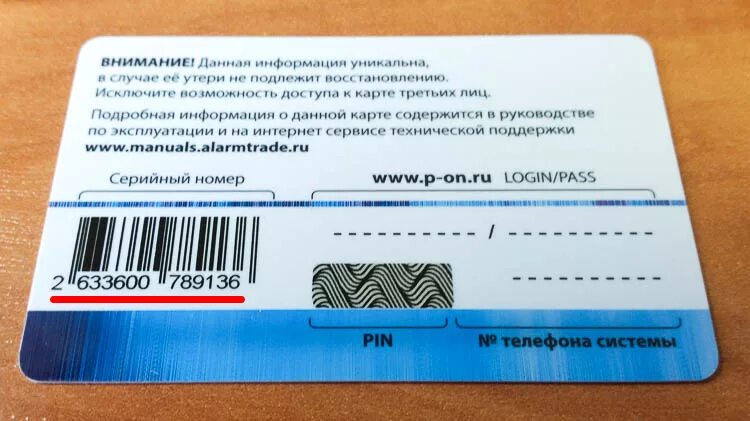 ВНИМАНИЕ! Данная информация уникальна,
в случае её утери не подлежит восстановлению.
Исключите возможность доступа к карте третьих лиц.
Подробная информация о данной карте содержится в руководстве
по эксплуатации и на интернет сервисе технической поддержки
www.manuals.alarmtrade.ru
Серийный номер
www.p-on.ru LOGIN/PASS
2 633600 789136
PIN
№ телефона системы